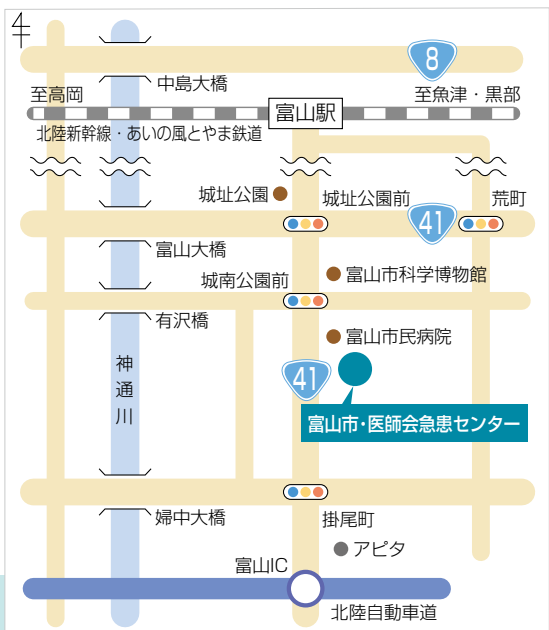 8
中島大橋
至高岡
至魚津・黒部
富山駅
北陸新幹線・あいの風とやま鉄道
城址公園
城址公園前
荒町
41
富山大橋
城南公園前
富山市科学博物館
有沢橋
富山市民病院
神通川
41
富山市・医師会急患センター
婦中大橋
掛尾町
アピタ
富山IC
北陸自動車道